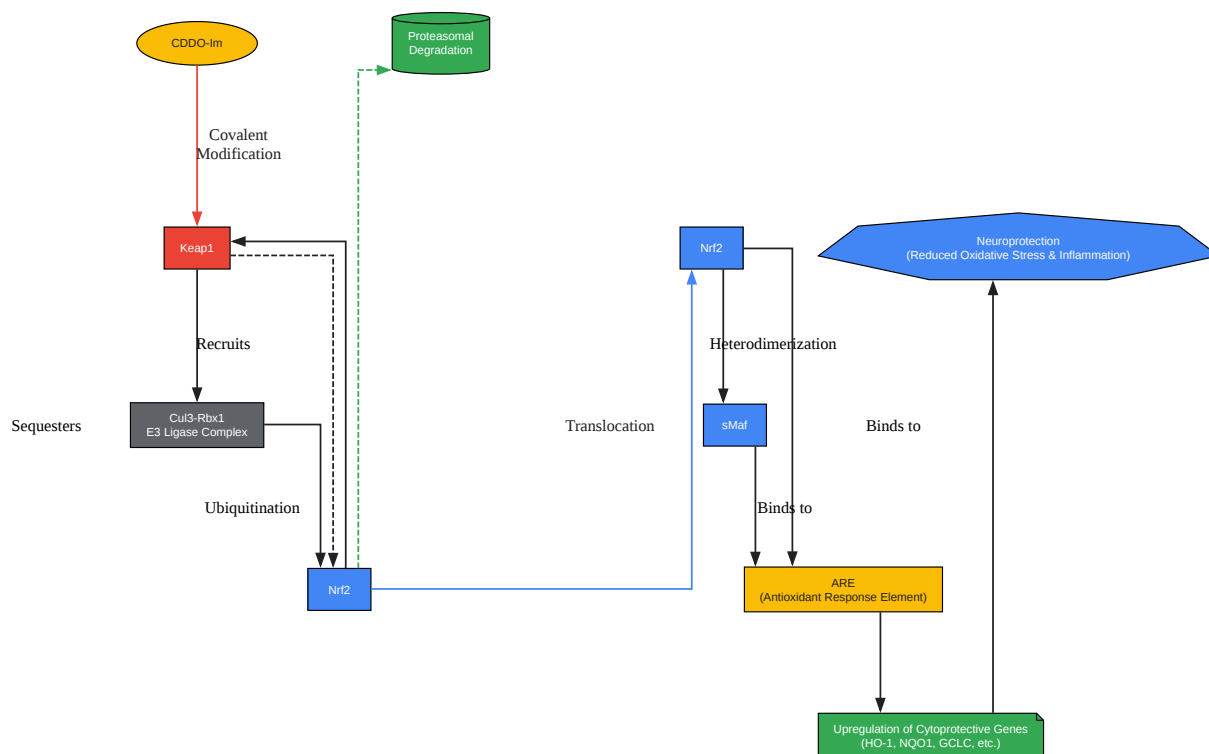 CDDO-Im
Proteasomal
Degradation
Covalent
Modification
Keap1
Nrf2
Neuroprotection
(Reduced Oxidative Stress & Inflammation)
Recruits
Heterodimerization
Sequesters
Cul3-Rbx1
E3 Ligase Complex
Translocation
sMaf
Binds to
Ubiquitination
Binds to
Nrf2
ARE
(Antioxidant Response Element)
Upregulation of Cytoprotective Genes
(HO-1, NQO1, GCLC, etc.)